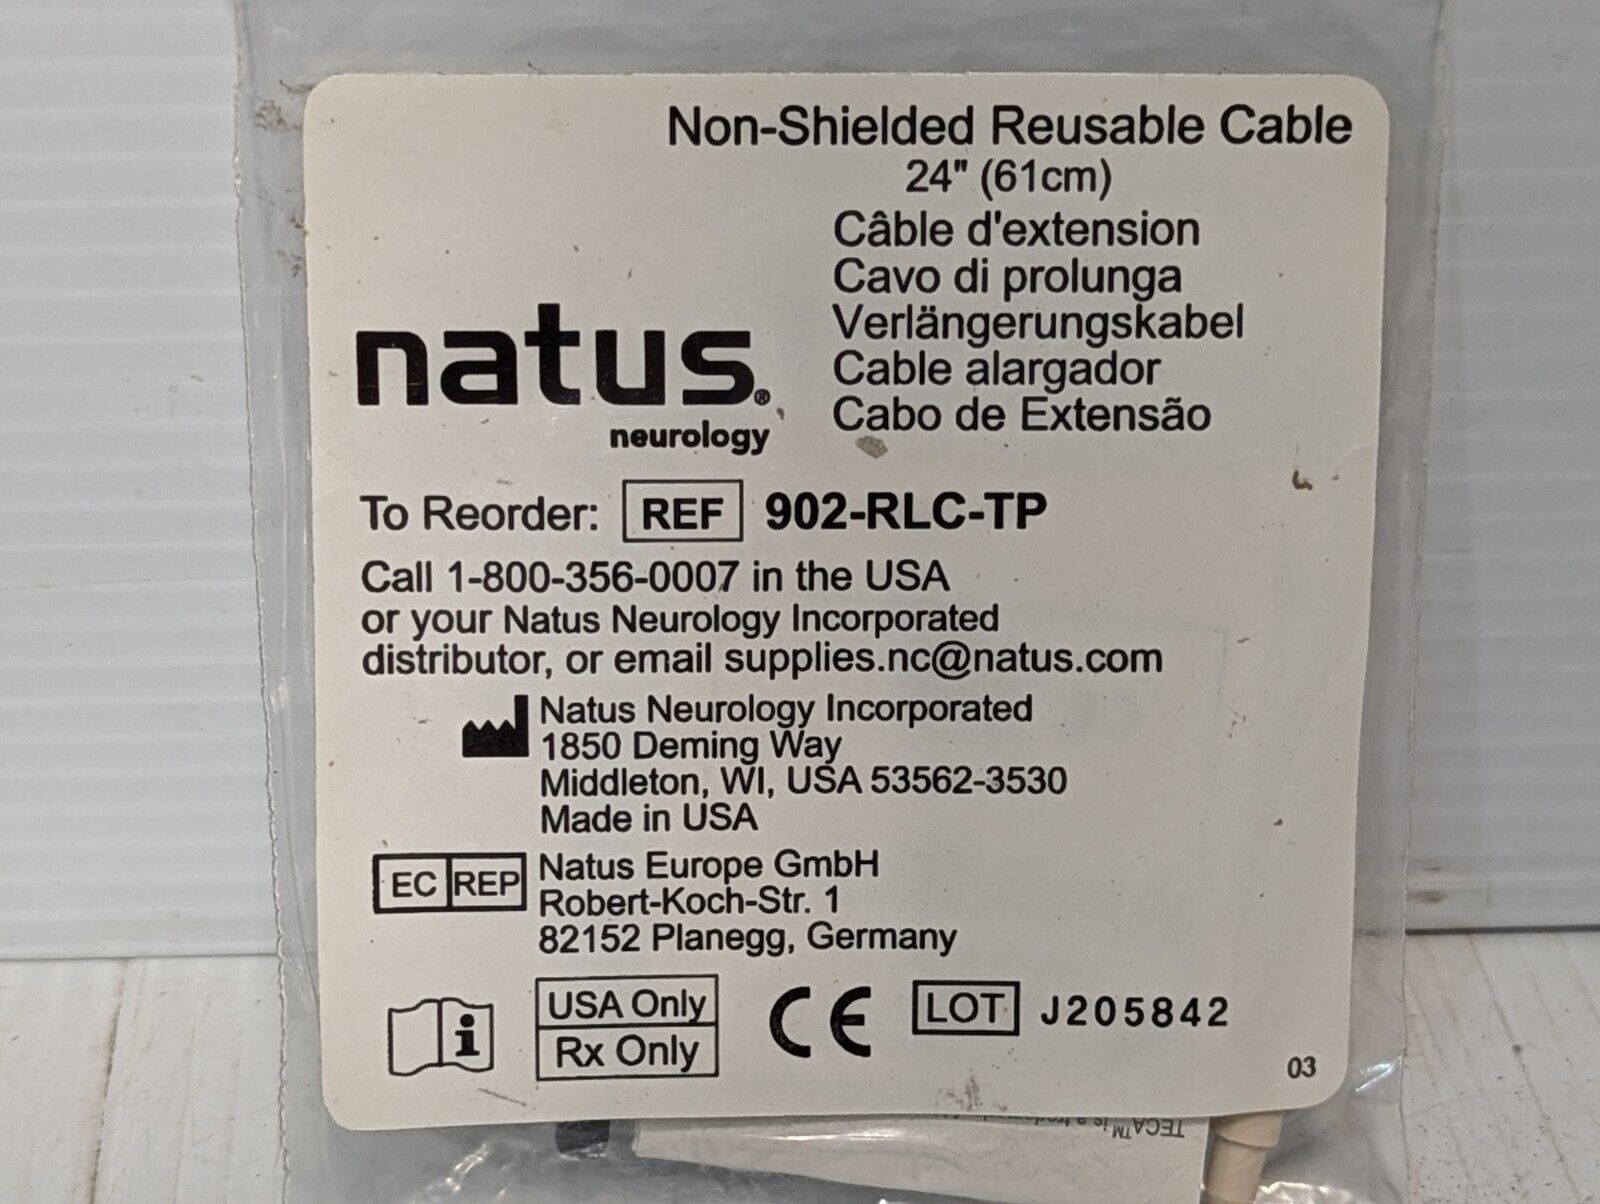 Non-Shielded Reusable Cable
24" (61cm)
Câble d'extension
Cavo di prolunga
Verlängerungskabel
Cable alargador
Cabo de Extensão
natus®
neurology
To Reorder: REF 902-RLC-TP
Call 1-800-356-0007 in the USA
or your Natus Neurology Incorporated
distributor, or email supplies.nc@natus.com
Natus Neurology Incorporated
1850 Deming Way
Middleton, WI, USA 53562-3530
Made in USA
EC REP
Natus Europe GmbH
Robert-Koch-Str. 1
82152 Planegg, Germany
i
USA Only
Rx Only
CE
LOT J205842
03
TECA™ is a